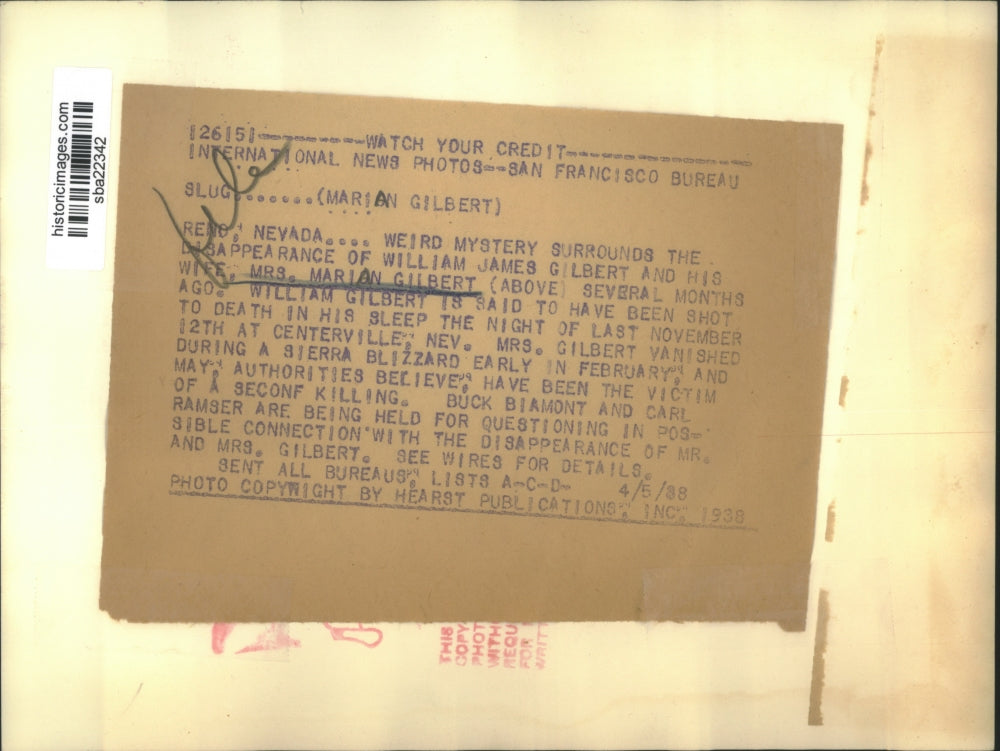 historicimages.com
sba22342
126151----------WATCH YOUR CREDIT------------------
INTERNATIONAL NEWS PHOTOS--SAN FRANCISCO BUREAU
SLUG.......(MARIAN GILBERT)
RENO, NEVADA.... WEIRD MYSTERY SURROUNDS THE
DISAPPEARANCE OF WILLIAM JAMES GILBERT AND HIS
WIFE, MRS. MARIAN GILBERT (ABOVE) SEVERAL MONTHS
AGO. WILLIAM GILBERT IS SAID TO HAVE BEEN SHOT
TO DEATH IN HIS SLEEP THE NIGHT OF LAST NOVEMBER
12TH AT CENTERVILLE, NEV. MRS. GILBERT VANISHED
DURING A SIERRA BLIZZARD EARLY IN FEBRUARY, AND
MAY, AUTHORITIES BELIEVE, HAVE BEEN THE VICTIM
OF A SECONF KILLING. BUCK BIAMONT AND CARL
RAMSER ARE BEING HELD FOR QUESTIONING IN POS-
SIBLE CONNECTION WITH THE DISAPPEARANCE OF MR.
AND MRS. GILBERT. SEE WIRES FOR DETAILS.
SENT ALL BUREAUS, LISTS A-C-D- 4/5/38
PHOTO COPYWIGHT BY HEARST PUBLICATIONS, INC, 1938
THIS
COPY
PHOT
WITH
REQU
FOR
WRITT